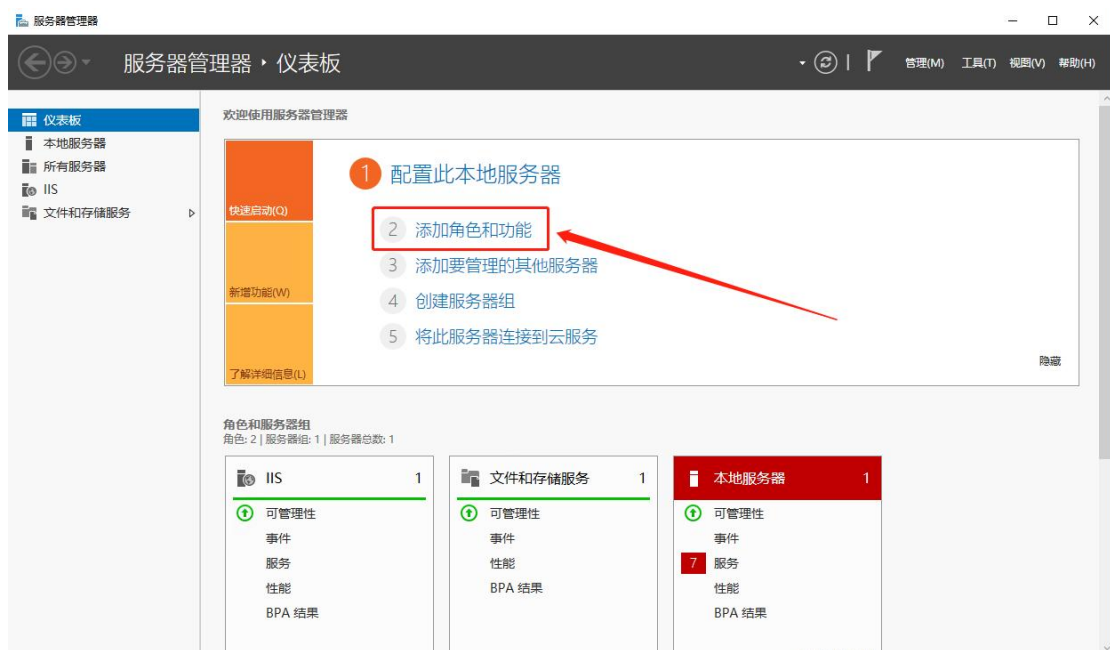 服务器管理器
服务器管理器 ‣ 仪表板
管理(M) 工具(T) 视图(V) 帮助(H)
仪表板
本地服务器
所有服务器
IIS
文件和存储服务
欢迎使用服务器管理器
快速启动(Q)
新增功能(W)
了解详细信息(L)
1 配置此本地服务器
2 添加角色和功能
3 添加要管理的其他服务器
4 创建服务器组
5 将此服务器连接到云服务
隐藏
角色和服务器组
角色: 2 | 服务器组: 1 | 服务器总数: 1
IIS 1
可管理性
事件
服务
性能
BPA 结果
文件和存储服务 1
可管理性
事件
性能
BPA 结果
本地服务器 1
可管理性
事件
7 服务
性能
BPA 结果